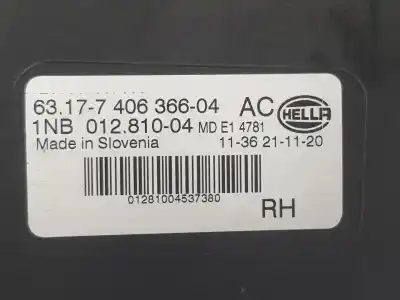 63.17-7 406 366-04 AC HELLA
1NB 012.810-04 MD E1 4781
Made in Slovenia 11-36 21-11-20
01281004537380
RH